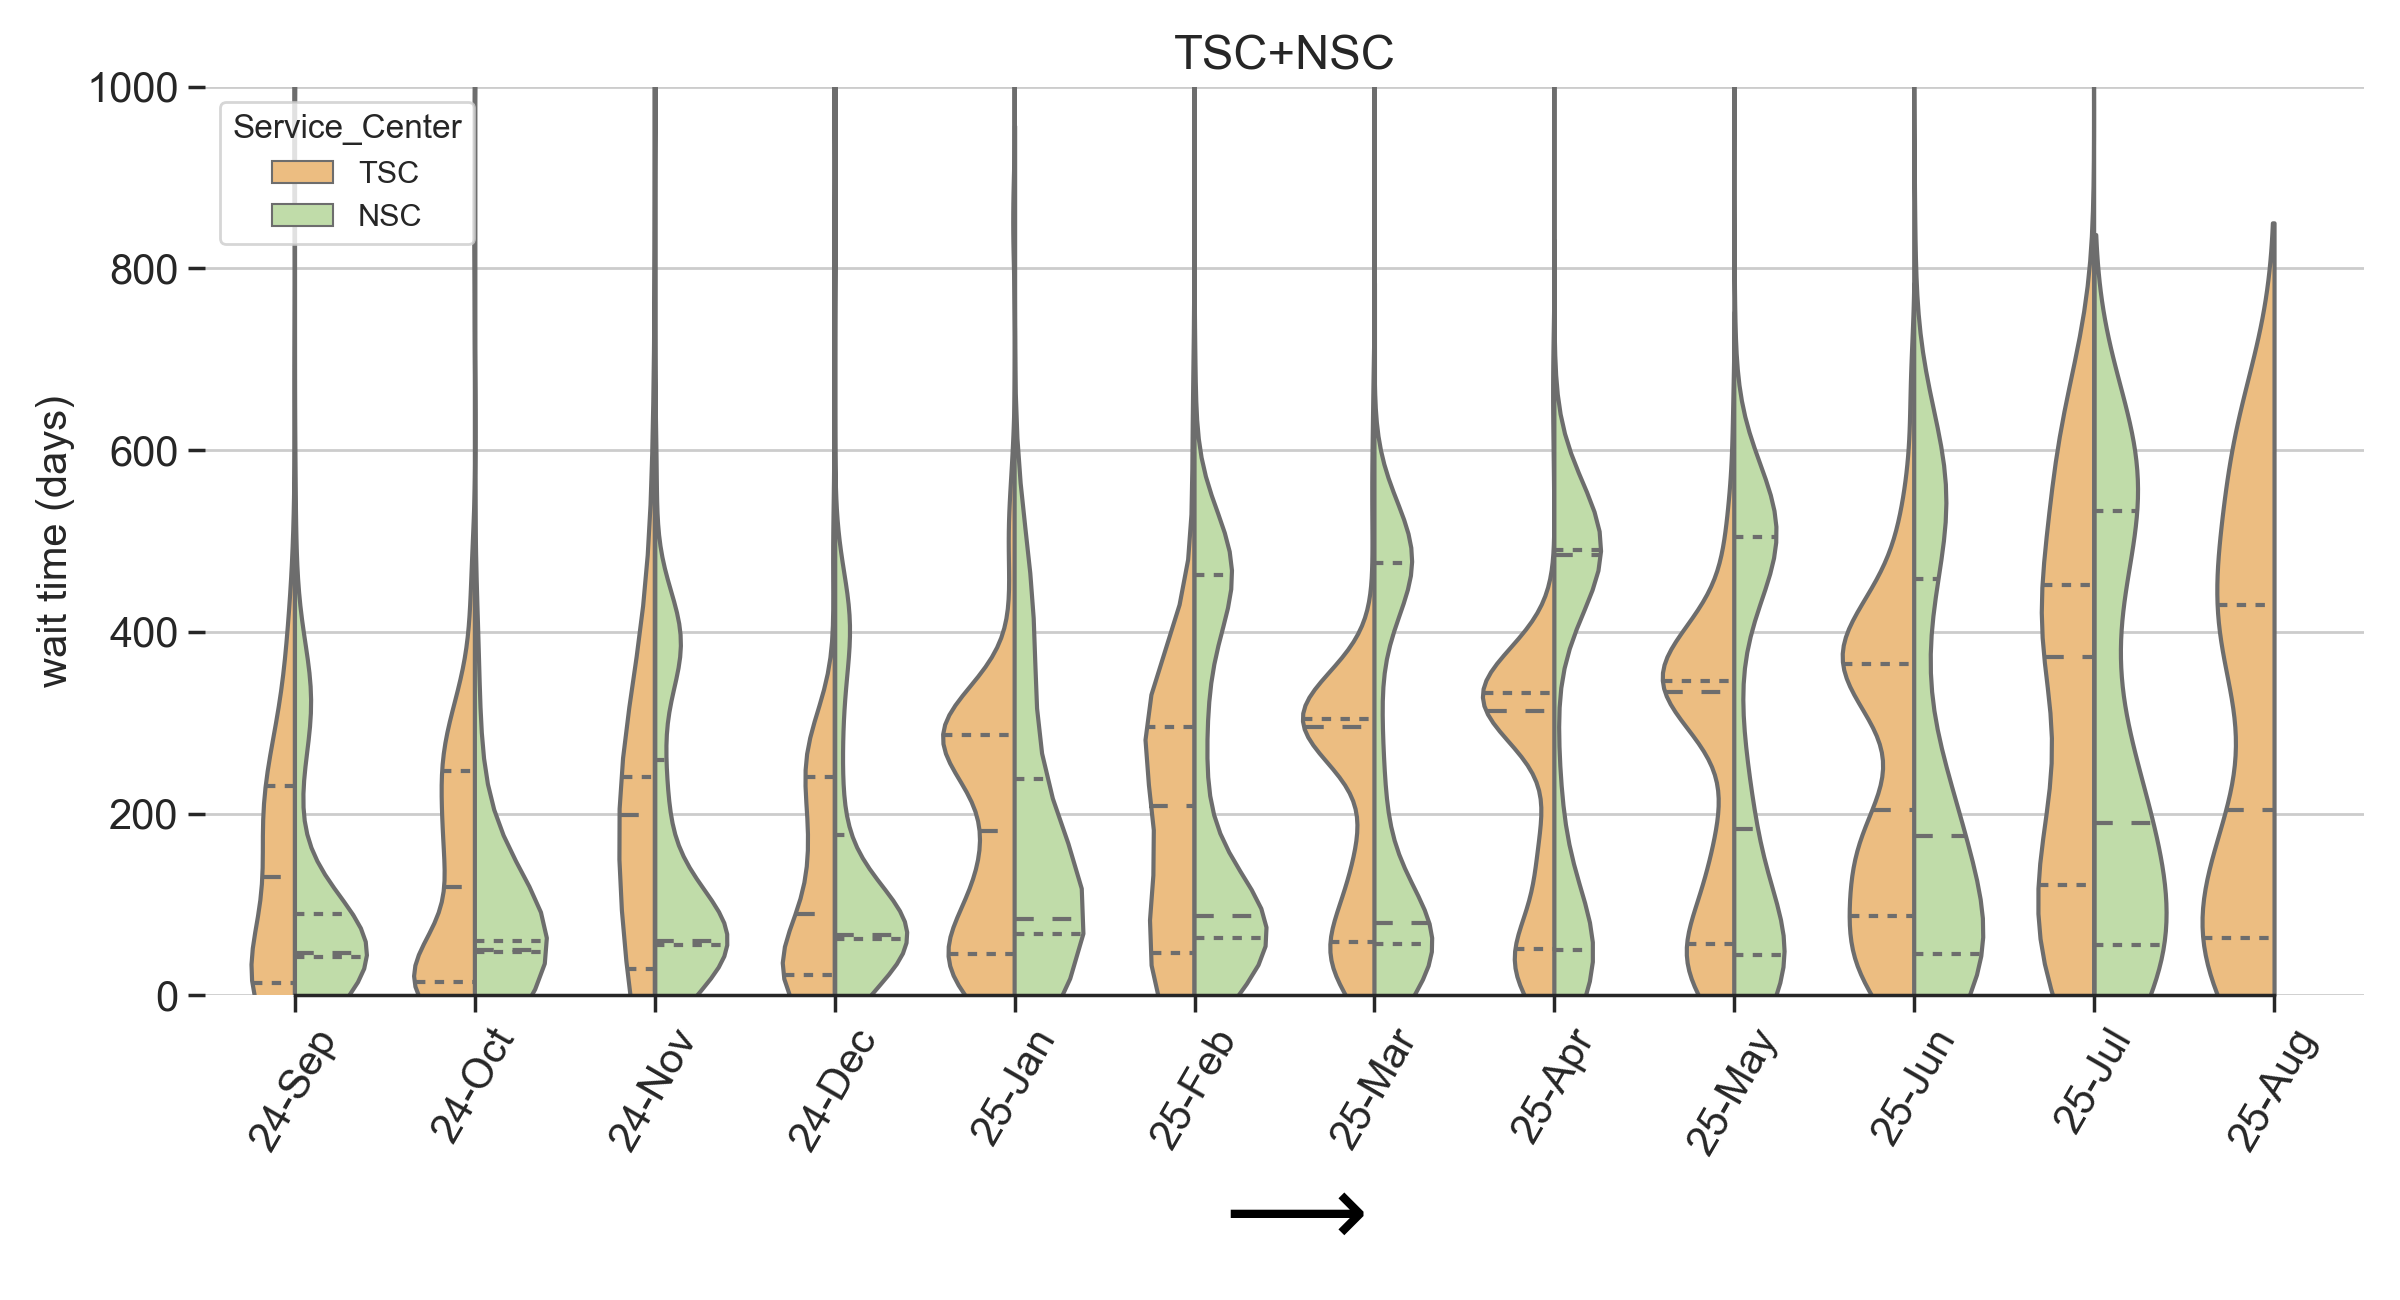 TSC+NSC
1000
800
600
400
200
0
wait time (days)
Service_Center
TSC
NSC
24-Sep
24-Oct
24-Nov
24-Dec
25-Jan
25-Feb
25-Mar
25-Apr
25-May
25-Jun
25-Jul
25-Aug